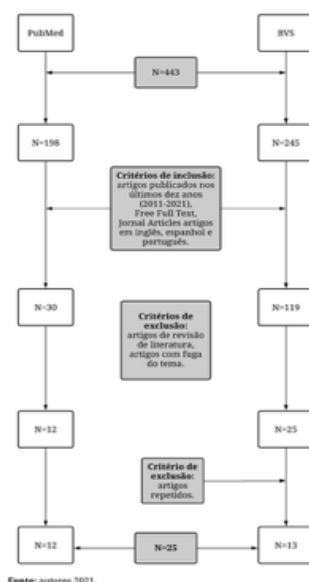 PubMed
BVS
N=443
N=198
N=245
Critérios de inclusão:
artigos publicados nos
últimos dez anos
(2011-2021),
Free Full Text,
Jornal Articles artigos
em inglês, espanhol e
português.
N=30
N=119
Critérios de
exclusão:
artigos de revisão
de literatura,
artigos com fuga
do tema.
N=12
N=25
Critério de
exclusão:
artigos
repetidos.
N=12
N=25
N=13
Fonte: autores 2021.